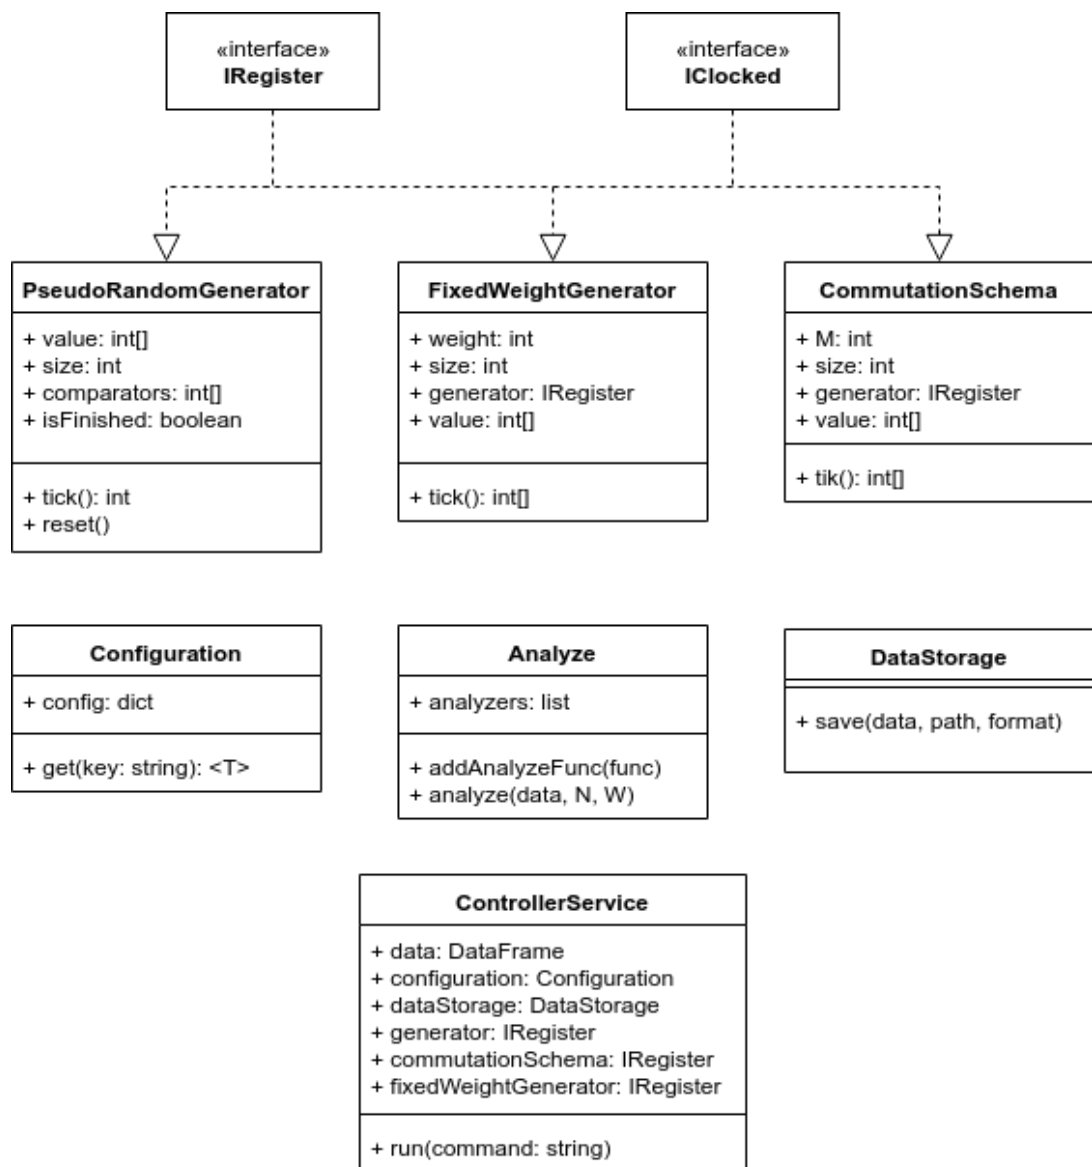 «interface»
IRegister
«interface»
IClocked
PseudoRandomGenerator
+ value: int[]
+ size: int
+ comparators: int[]
+ isFinished: boolean
+ tick(): int
+ reset()
FixedWeightGenerator
+ weight: int
+ size: int
+ generator: IRegister
+ value: int[]
+ tick(): int[]
CommutationSchema
+ M: int
+ size: int
+ generator: IRegister
+ value: int[]
+ tik(): int[]
Configuration
+ config: dict
+ get(key: string): <T>
Analyze
+ analyzers: list
+ addAnalyzeFunc(func)
+ analyze(data, N, W)
DataStorage
+ save(data, path, format)
ControllerService
+ data: DataFrame
+ configuration: Configuration
+ dataStorage: DataStorage
+ generator: IRegister
+ commutationSchema: IRegister
+ fixedWeightGenerator: IRegister
+ run(command: string)